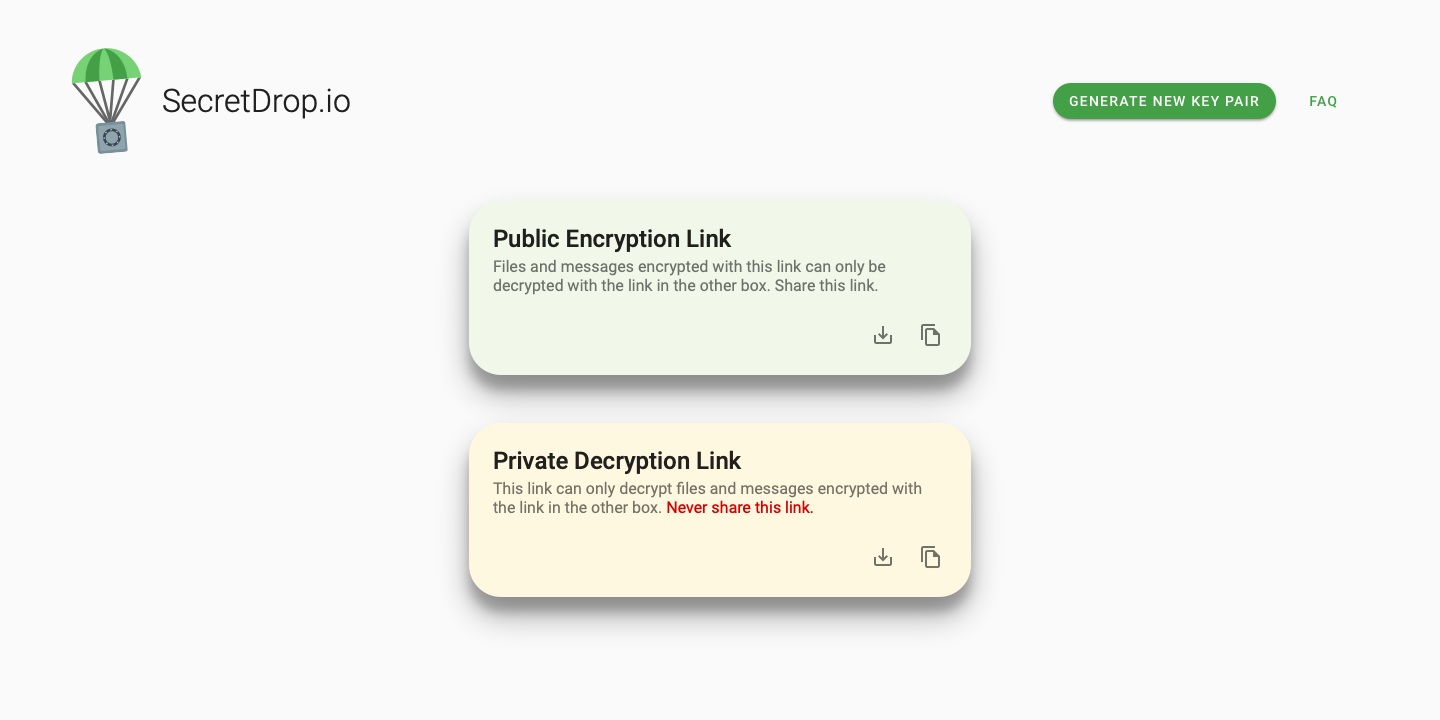 SecretDrop.io
GENERATE NEW KEY PAIR
FAQ
Public Encryption Link
Files and messages encrypted with this link can only be
decrypted with the link in the other box. Share this link.
Private Decryption Link
This link can only decrypt files and messages encrypted with
the link in the other box. Never share this link.